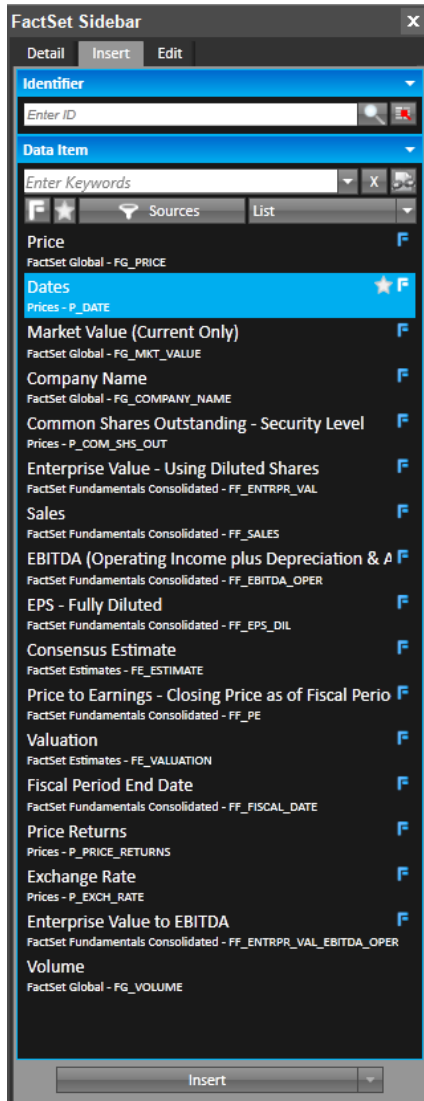 FactSet Sidebar x
Detail Insert Edit
Identifier
Enter ID
Data Item
Enter Keywords x
Sources List
Price
FactSet Global - FG_PRICE
Dates
Prices - P_DATE
Market Value (Current Only)
FactSet Global - FG_MKT_VALUE
Company Name
FactSet Global - FG_COMPANY_NAME
Common Shares Outstanding - Security Level
Prices - P_COM_SHS_OUT
Enterprise Value - Using Diluted Shares
FactSet Fundamentals Consolidated - FF_ENTRPR_VAL
Sales
FactSet Fundamentals Consolidated - FF_SALES
EBITDA (Operating Income plus Depreciation & A
FactSet Fundamentals Consolidated - FF_EBITDA_OPER
EPS - Fully Diluted
FactSet Fundamentals Consolidated - FF_EPS_DIL
Consensus Estimate
FactSet Estimates - FE_ESTIMATE
Price to Earnings - Closing Price as of Fiscal Perio
FactSet Fundamentals Consolidated - FF_PE
Valuation
FactSet Estimates - FE_VALUATION
Fiscal Period End Date
FactSet Fundamentals Consolidated - FF_FISCAL_DATE
Price Returns
Prices - P_PRICE_RETURNS
Exchange Rate
Prices - P_EXCH_RATE
Enterprise Value to EBITDA
FactSet Fundamentals Consolidated - FF_ENTRPR_VAL_EBITDA_OPER
Volume
FactSet Global - FG_VOLUME
Insert